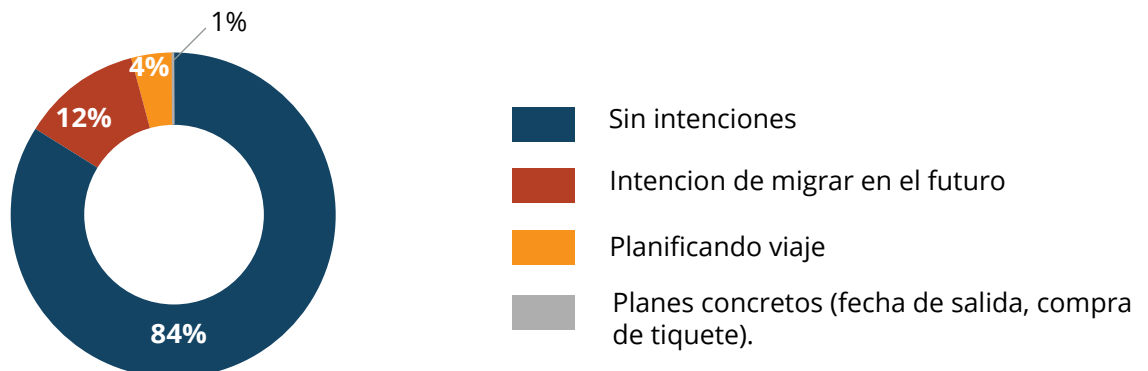 1%
4%
12%
84%
Sin intenciones
Intencion de migrar en el futuro
Planificando viaje
Planes concretos (fecha de salida, compra
de tiquete).